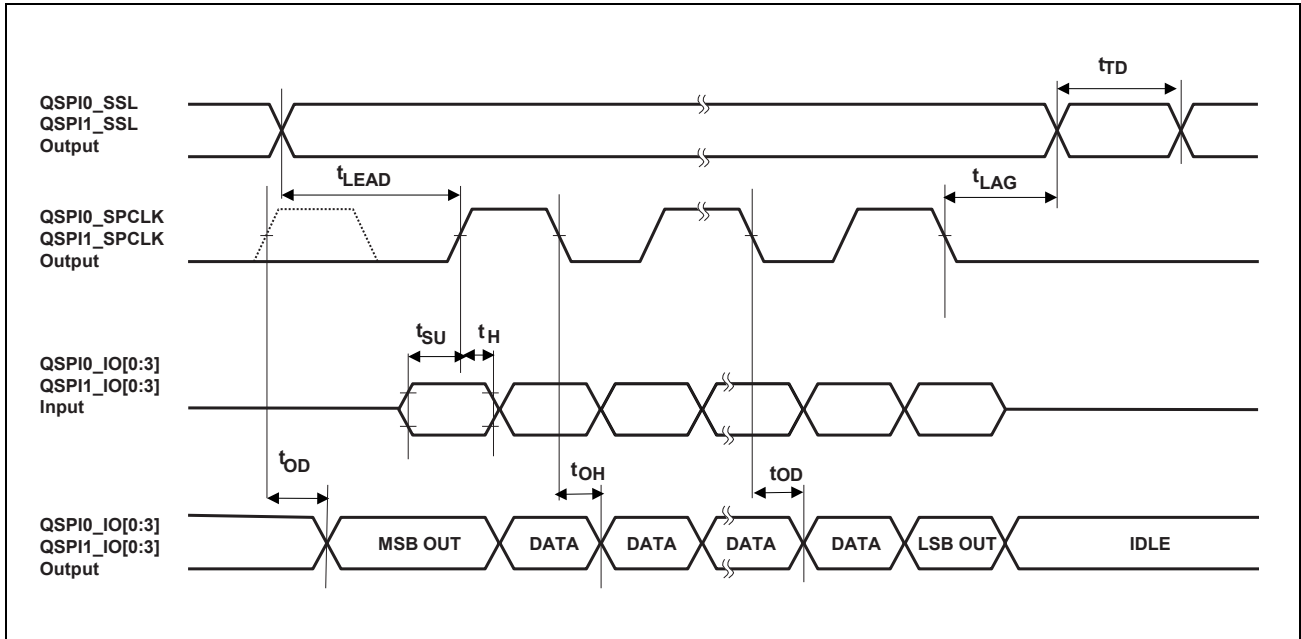 tTD
QSPI0_SSL
QSPI1_SSL
Output
tLEAD
tLAG
QSPI0_SPCLK
QSPI1_SPCLK
Output
tSU
tH
QSPI0_IO[0:3]
QSPI1_IO[0:3]
Input
tOD
tOH
tOD
QSPI0_IO[0:3]
QSPI1_IO[0:3]
Output
MSB OUT
DATA
DATA
DATA
DATA
LSB OUT
IDLE